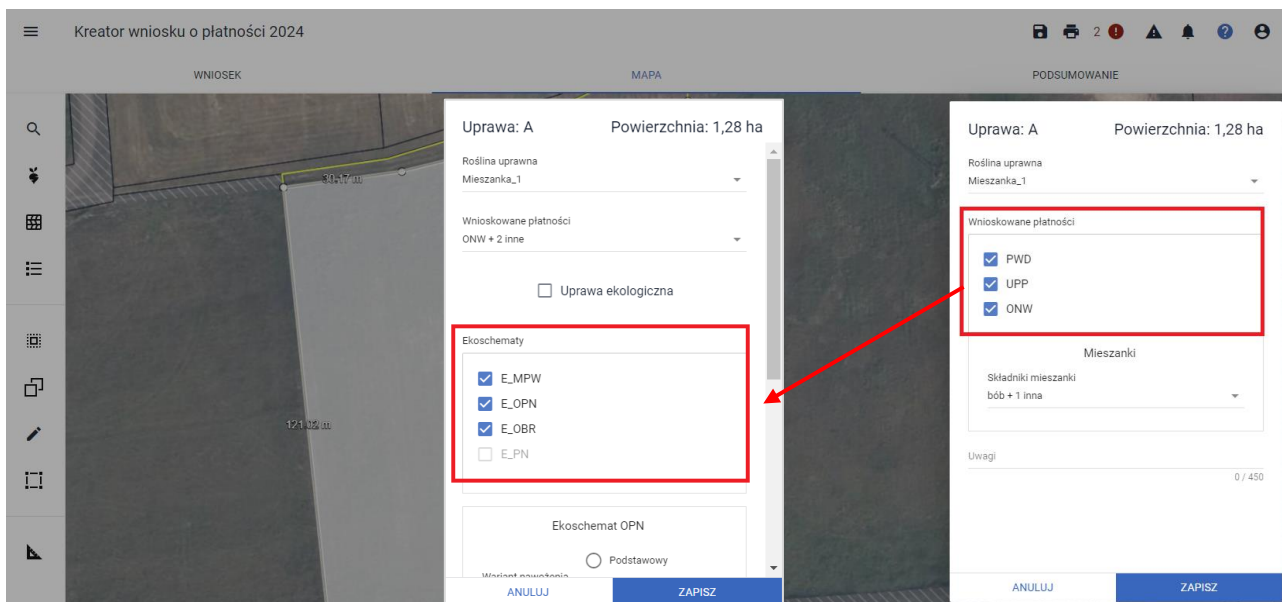 Kreator wniosku o płatności 2024
2
WNIOSEK
MAPA
PODSUMOWANIE
30.17 m
121.02 m
Uprawa: A
Powierzchnia: 1,28 ha
Roślina uprawna
Mieszanka_1
Wnioskowane płatności
ONW + 2 inne
Uprawa ekologiczna
Ekoschematy
E_MPW
E_OPN
E_OBR
E_PN
Ekoschemat OPN
Podstawowy
Wariant nawożenia
ANULUJ
ZAPISZ
Uprawa: A
Powierzchnia: 1,28 ha
Roślina uprawna
Mieszanka_1
Wnioskowane płatności
PWD
UPP
ONW
Mieszanki
Składniki mieszanki
bób + 1 inna
Uwagi
0 / 450
ANULUJ
ZAPISZ